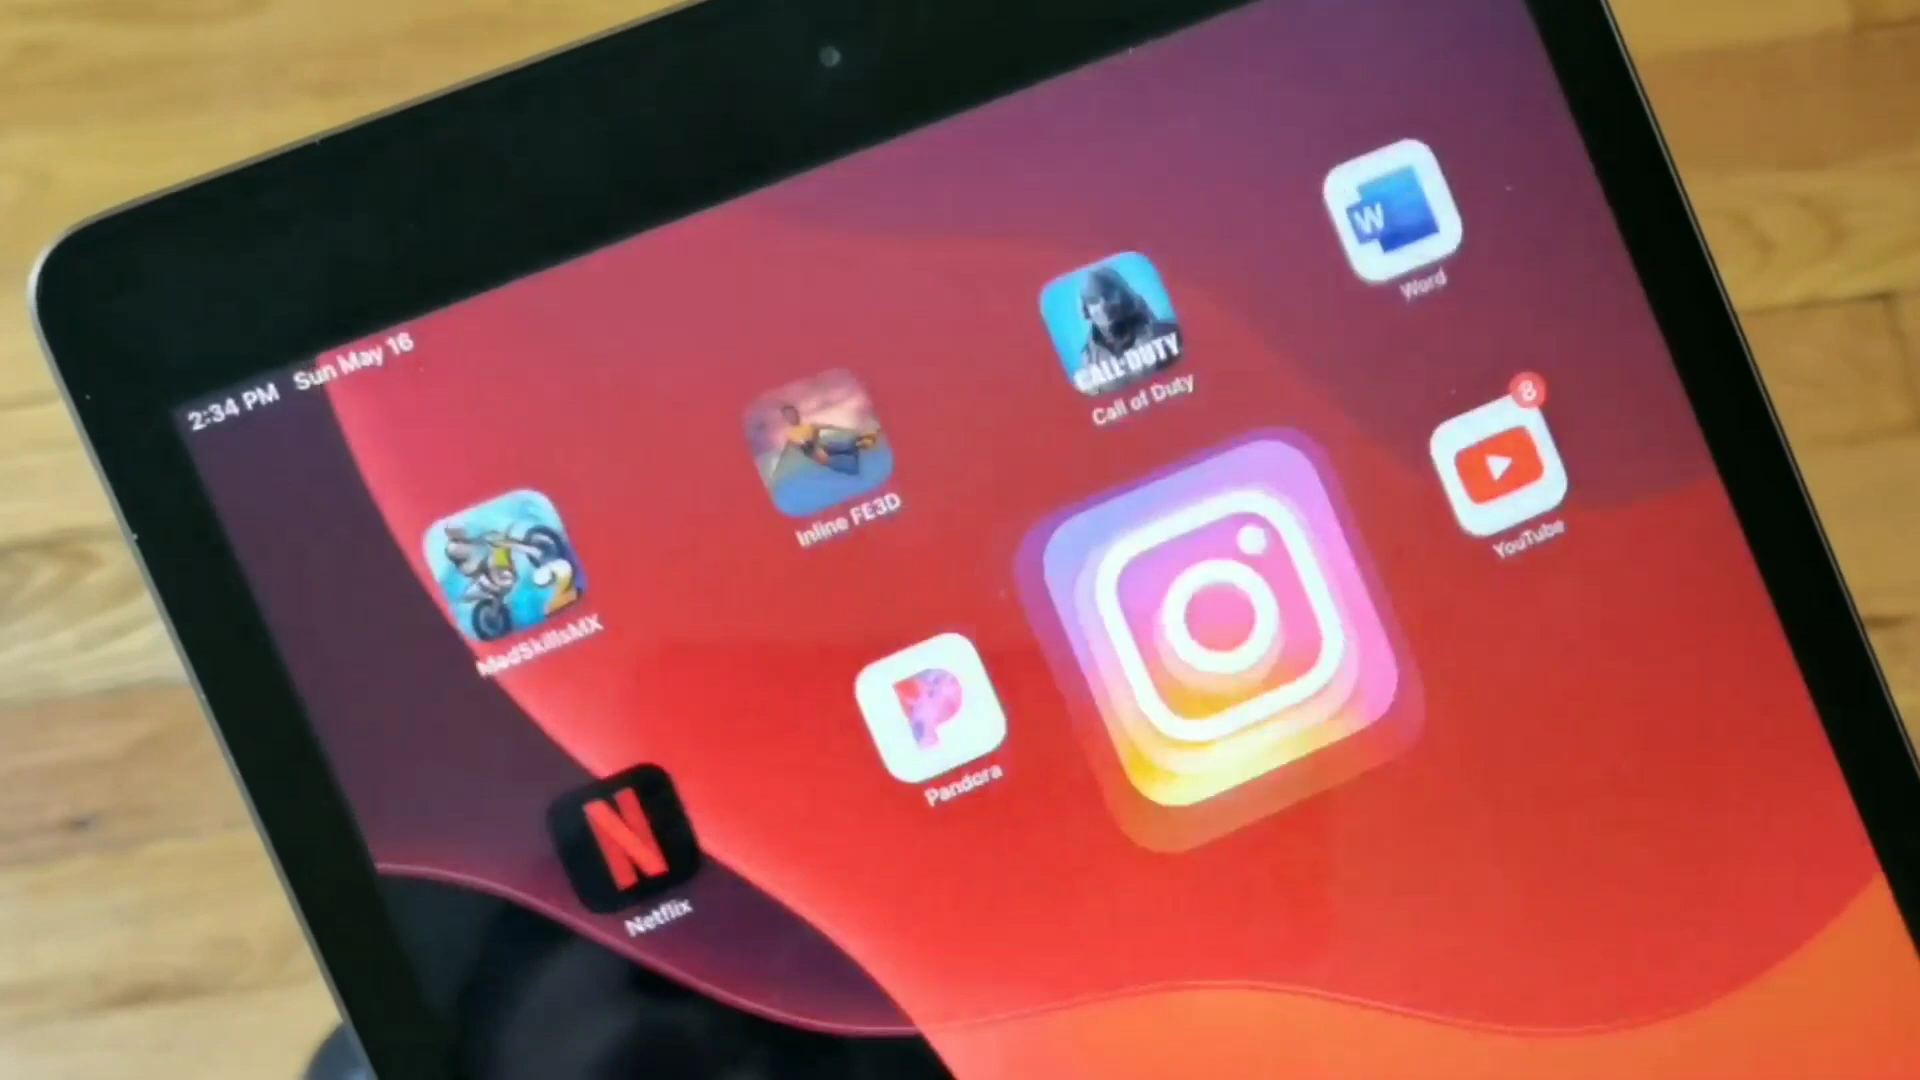 2:34 PM Sun May 16
MadSkillsMX
2
Inline FE3D
CALL OF DUTY
Call of Duty
W
Word
N
Netflix
P
Pandora
8
YouTube